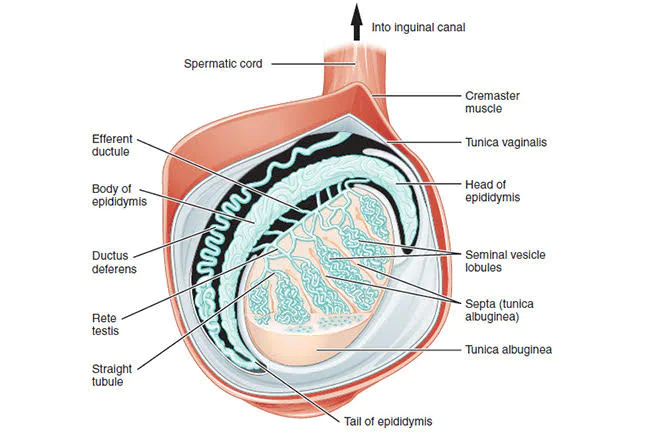 Into inguinal canal
Spermatic cord
Cremaster
muscle
Efferent
ductule
Tunica vaginalis
Body of
epididymis
Head of
epididymis
Ductus
deferens
Seminal vesicle
lobules
Rete
testis
Septa (tunica
albuginea)
Straight
tubule
Tunica albuginea
Tail of epididymis